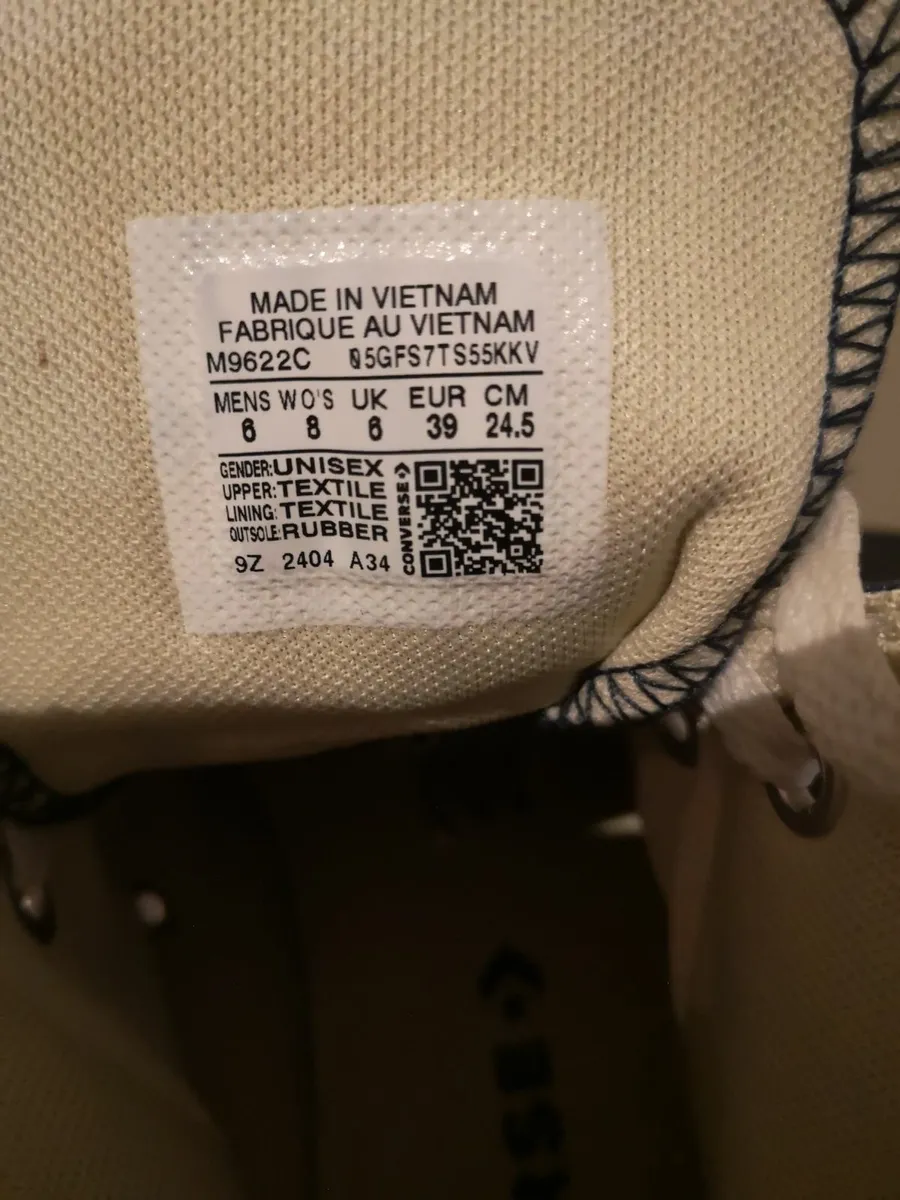 MADE IN VIETNAM
FABRIQUE AU VIETNAM
M9622C 05GFS7TS55KKV
MENS WO'S UK EUR CM
6 8 6 39 24.5
GENDER:UNISEX
UPPER:TEXTILE
LINING:TEXTILE
OUTSOLE:RUBBER
9Z 2404 A34
CONVERSE